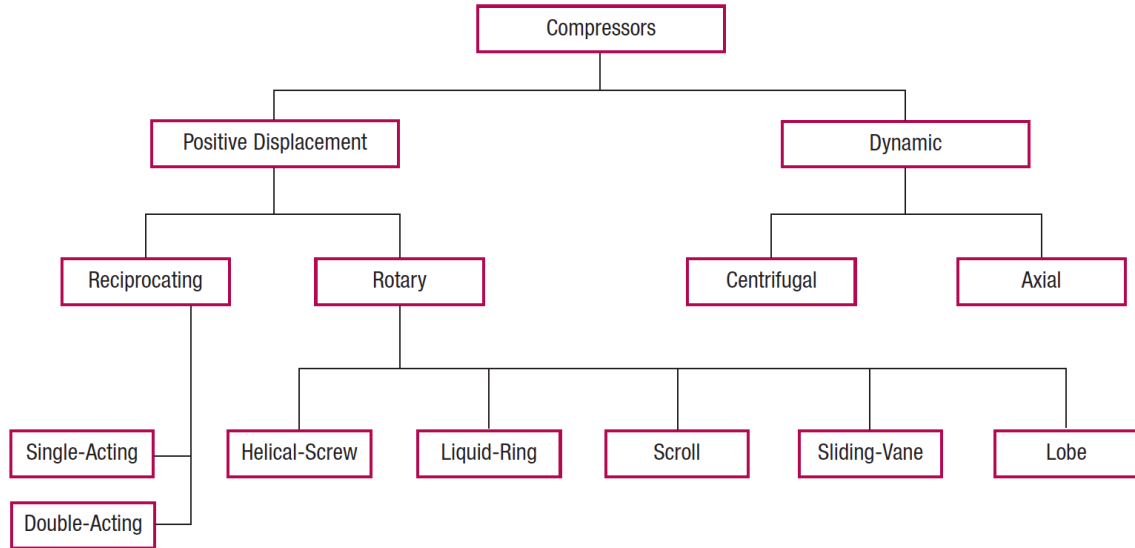 Compressors
Positive Displacement
Dynamic
Reciprocating
Rotary
Centrifugal
Axial
Single-Acting
Helical-Screw
Liquid-Ring
Scroll
Sliding-Vane
Lobe
Double-Acting